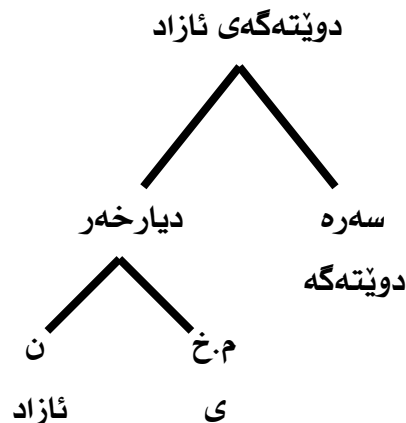 دوێتەگەی ئازاد
سەرە
دیارخەر
دوێتەگە
م.خ
ن
ی
ئازاد